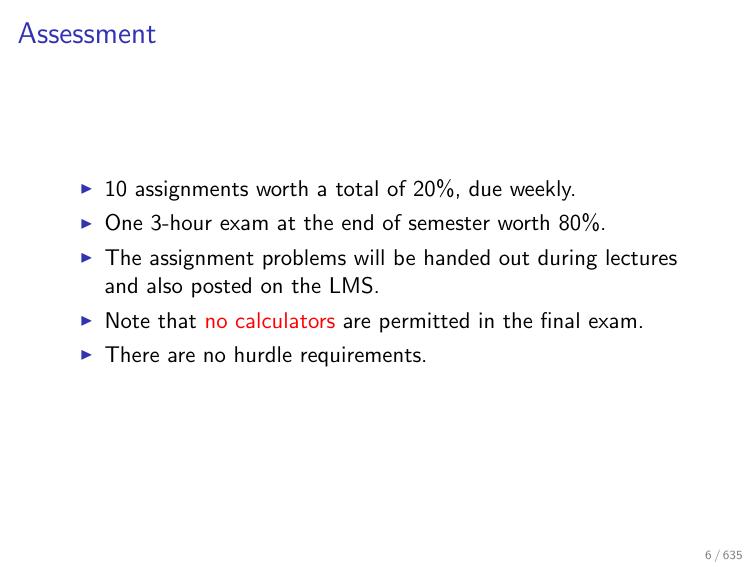 Assessment
▶ 10 assignments worth a total of 20%, due weekly.
▶ One 3-hour exam at the end of semester worth 80%.
▶ The assignment problems will be handed out during lectures
and also posted on the LMS.
▶ Note that no calculators are permitted in the final exam.
▶ There are no hurdle requirements.
6 / 635